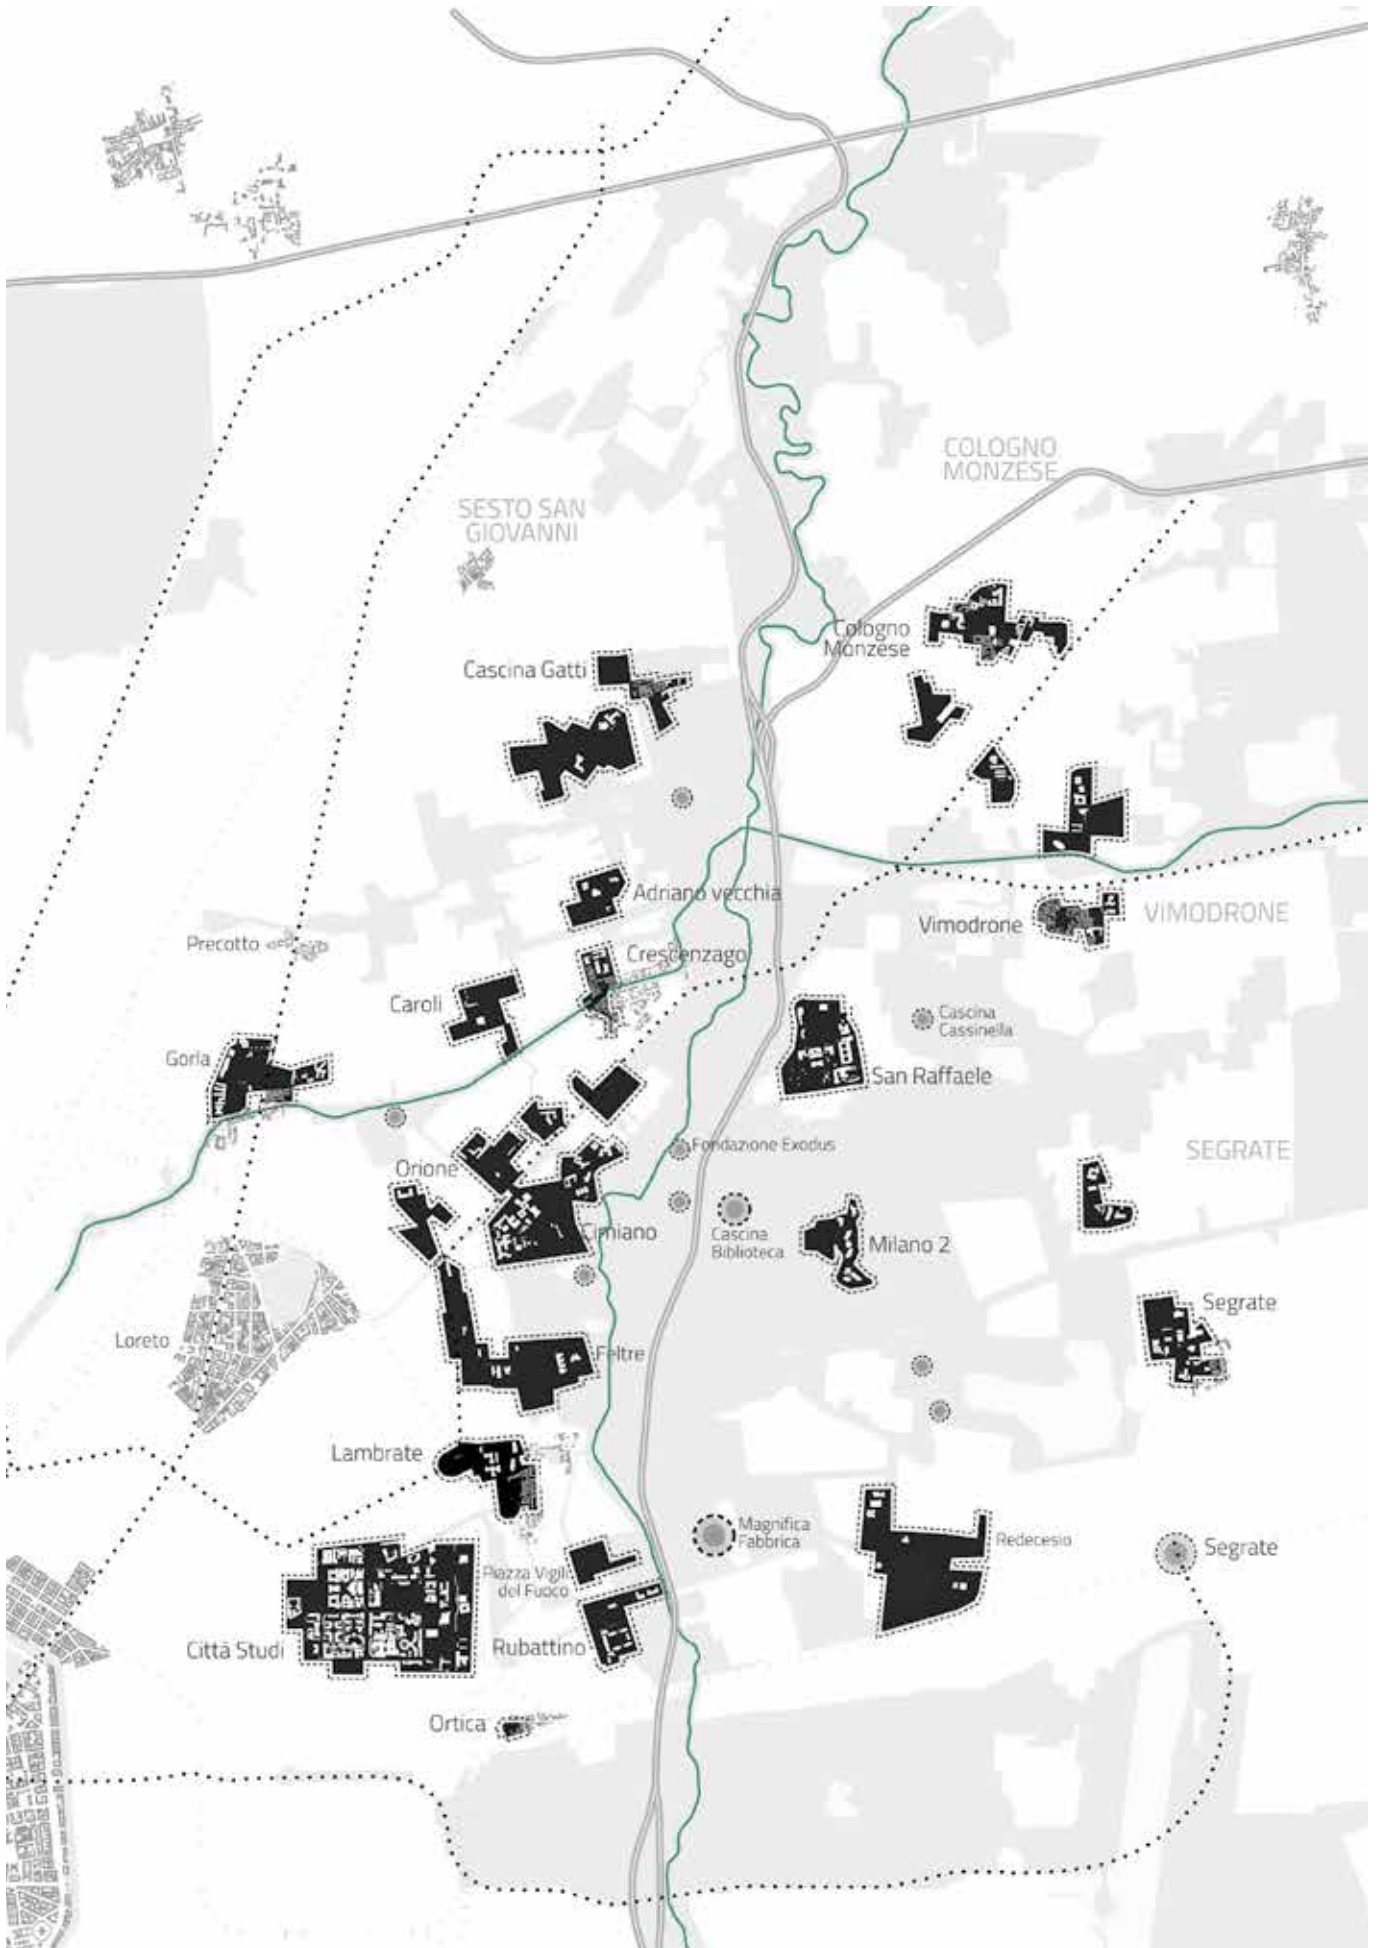 COLOGNO
MONZESE
SESTO SAN
GIOVANNI
Cologno
Monzese
Cascina Gatti
Adriano vecchia
Vimodrone
VIMODRONE
Precotto
Crescenzago
Caroli
Cascina
Cassinella
Gorla
San Raffaele
Fondazione Exodus
SEGRATE
Orione
Cimiano
Cascina
Biblioteca
Milano 2
Segrate
Loreto
Feltre
Lambrate
Magnifica
Fabbrica
Redecesio
Segrate
Piazza Vigili
del Fuoco
Città Studi
Rubattino
Ortica